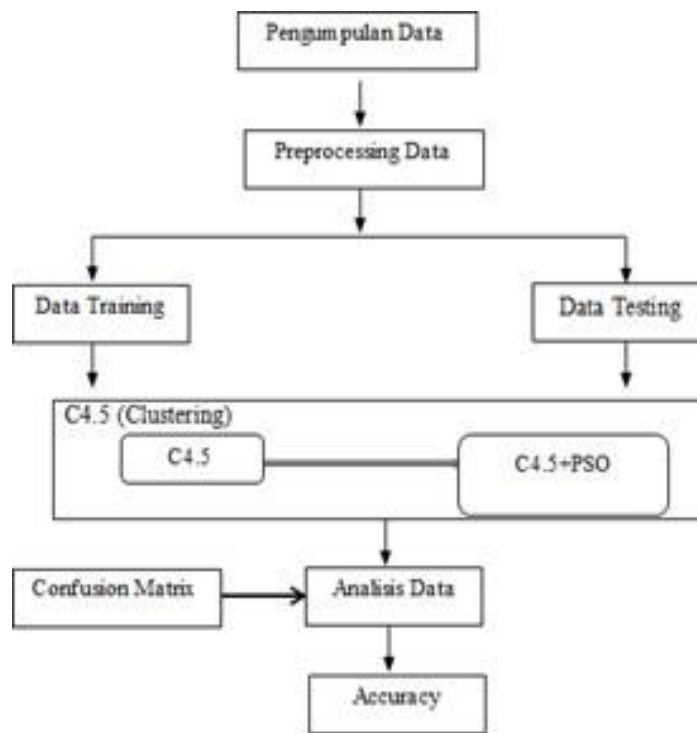 Pengumpulan Data
Preprocessing Data
Data Training
Data Testing
C4.5 (Clustering)
C4.5
C4.5+PSO
Confusion Matrix
Analisis Data
Accuracy